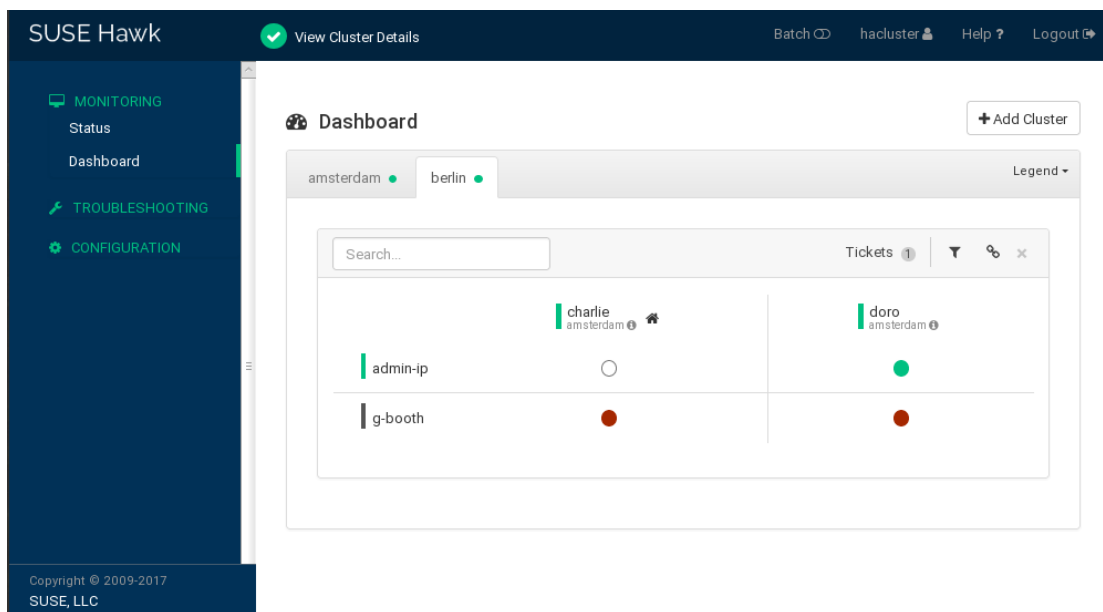 SUSE Hawk
View Cluster Details
Batch
hacluster
Help ?
Logout
MONITORING
Status
Dashboard
TROUBLESHOOTING
CONFIGURATION
Dashboard
+ Add Cluster
amsterdam
berlin
Legend
Search...
Tickets 1
charlie
amsterdam
doro
amsterdam
admin-ip
g-booth
Copyright © 2009-2017
SUSE, LLC